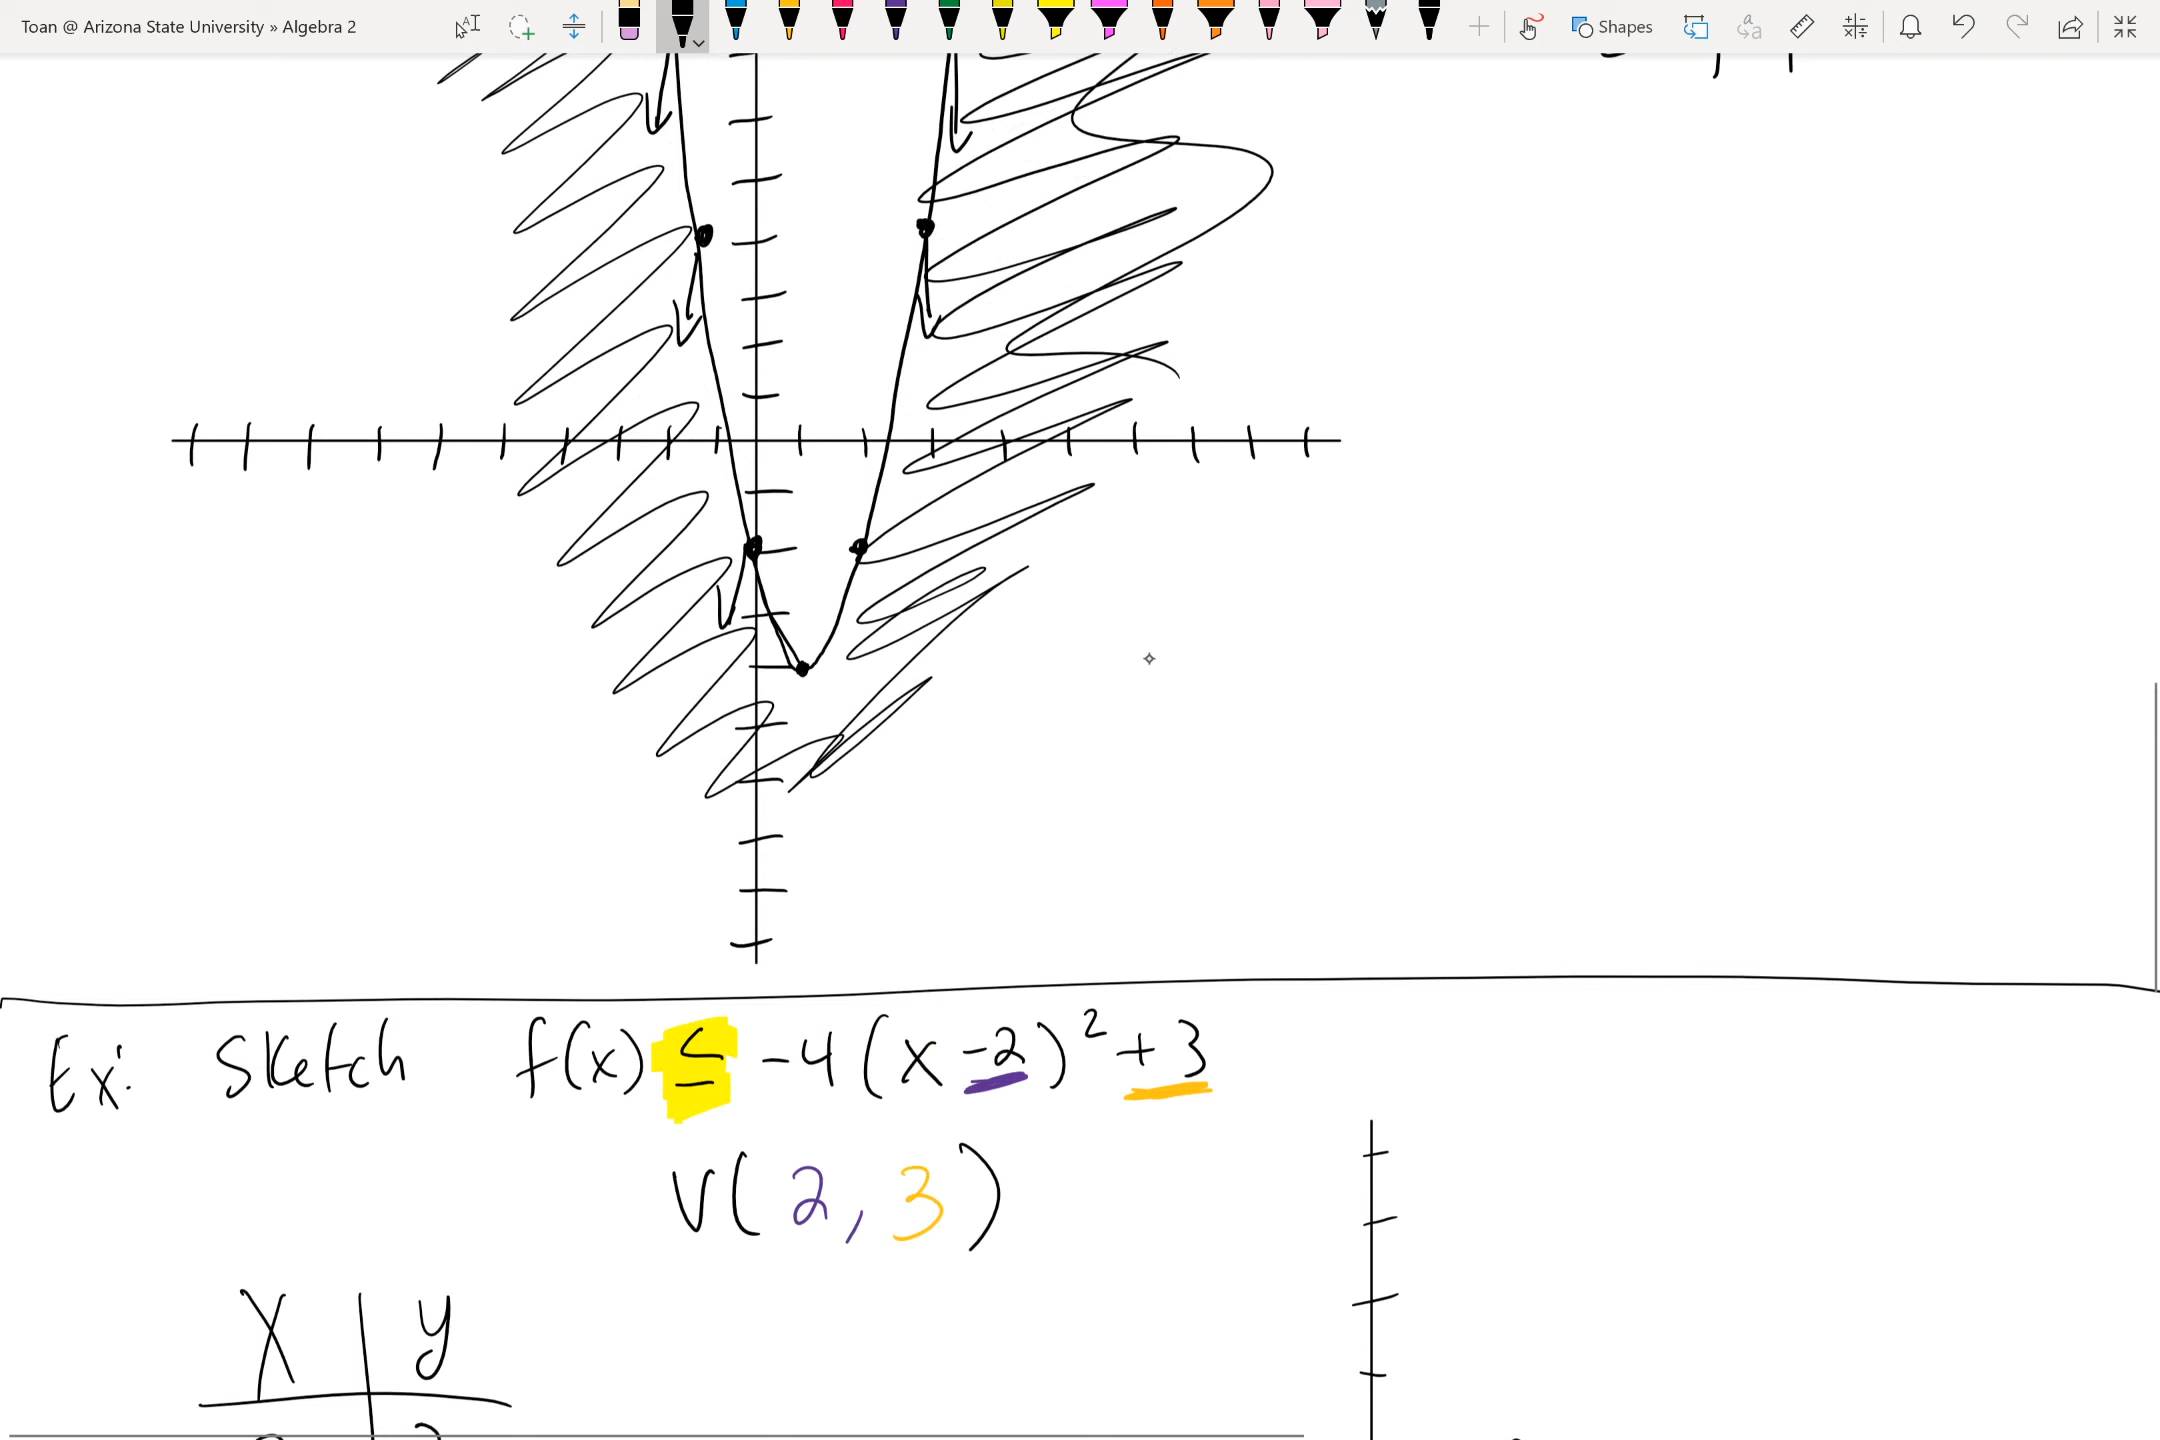 Toan @ Arizona State University » Algebra 2
Shapes
Ex: Sketch f(x) ≤ -4(x-2)² +3
V(2, 3)
X | y